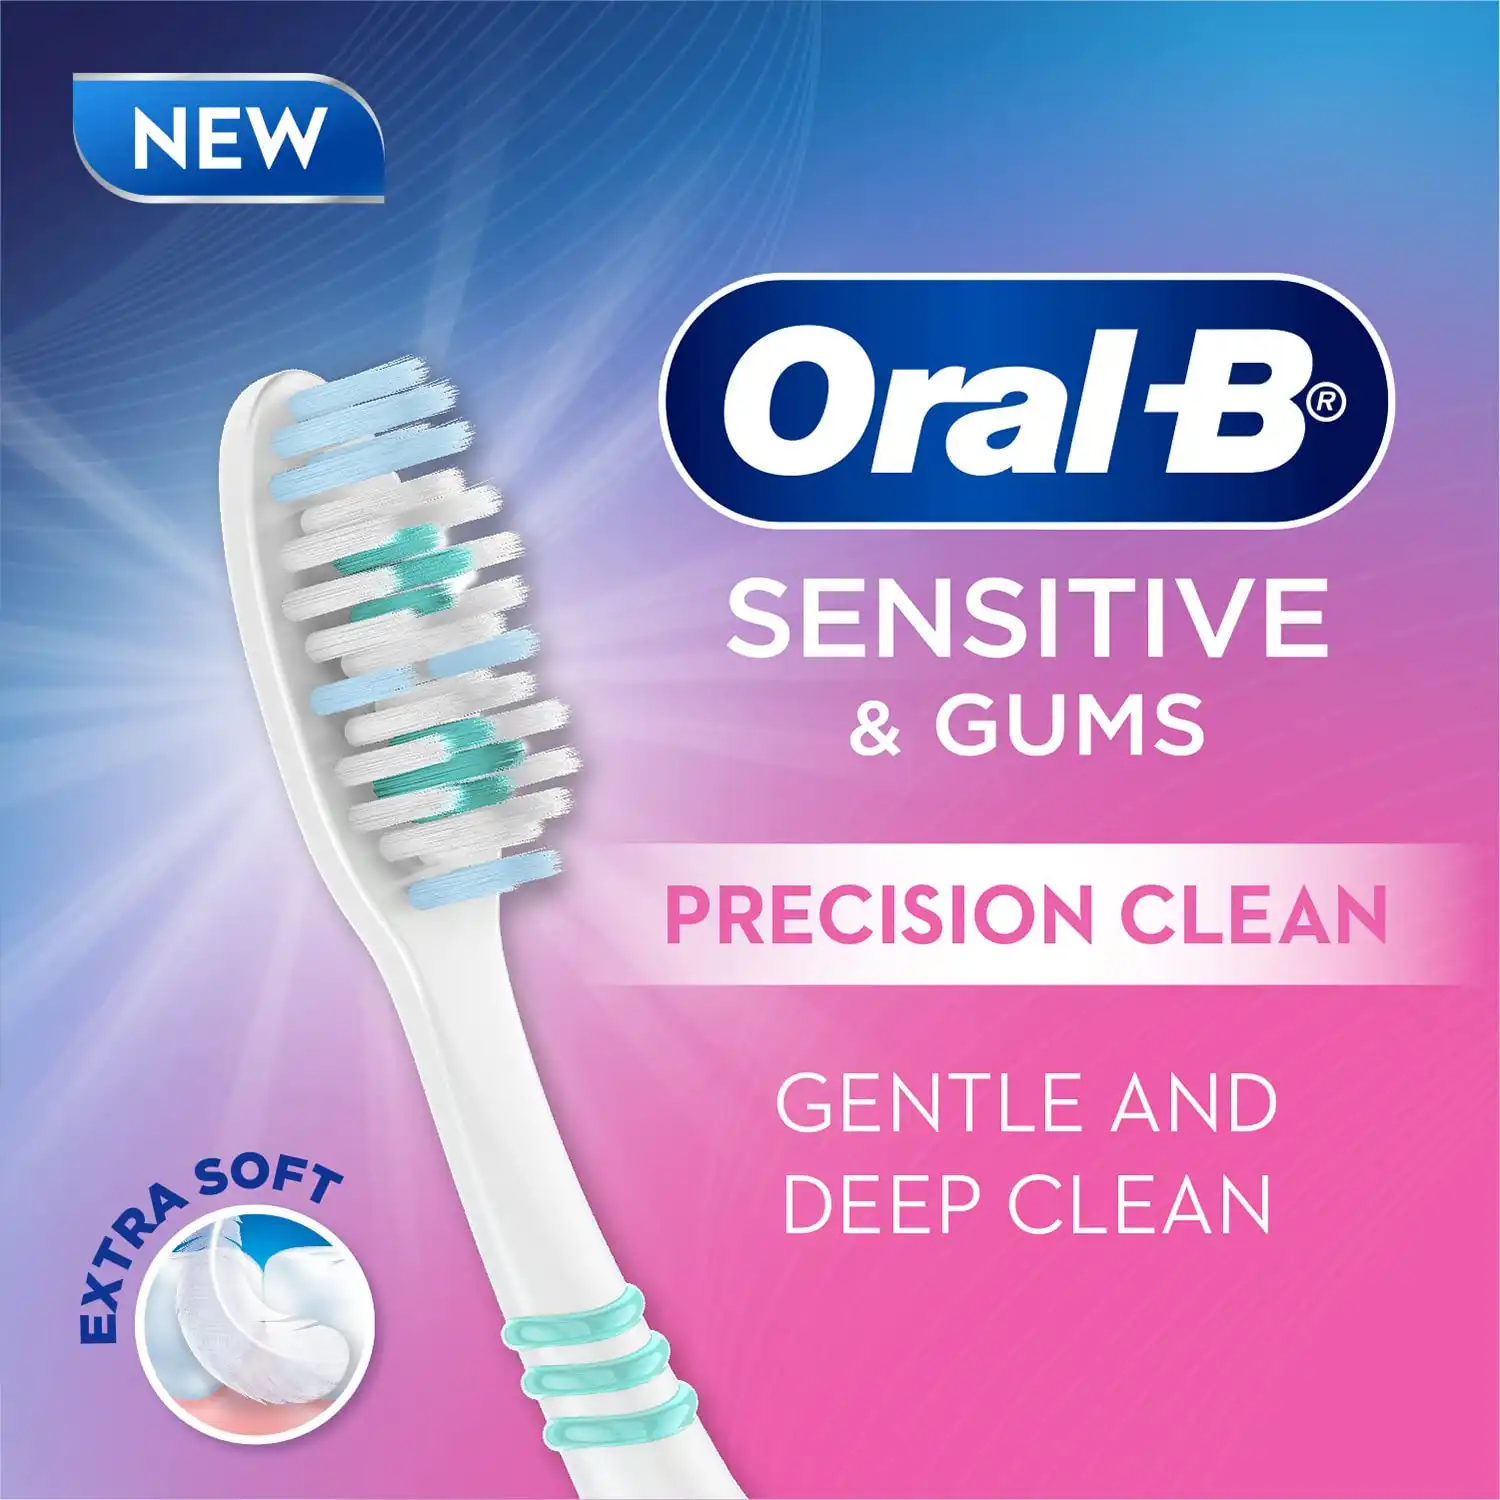 NEW
Oral-B®
SENSITIVE
& GUMS
PRECISION CLEAN
GENTLE AND
DEEP CLEAN
EXTRA SOFT